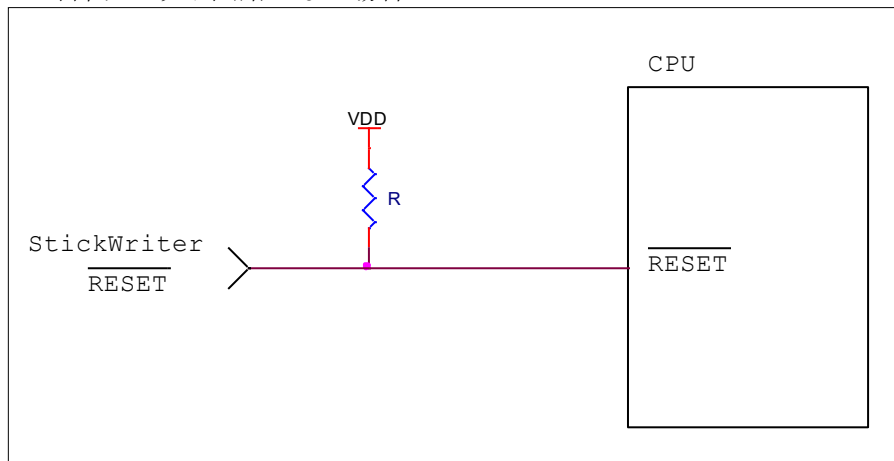 CPU
VDD
R
StickWriter
RESET
RESET